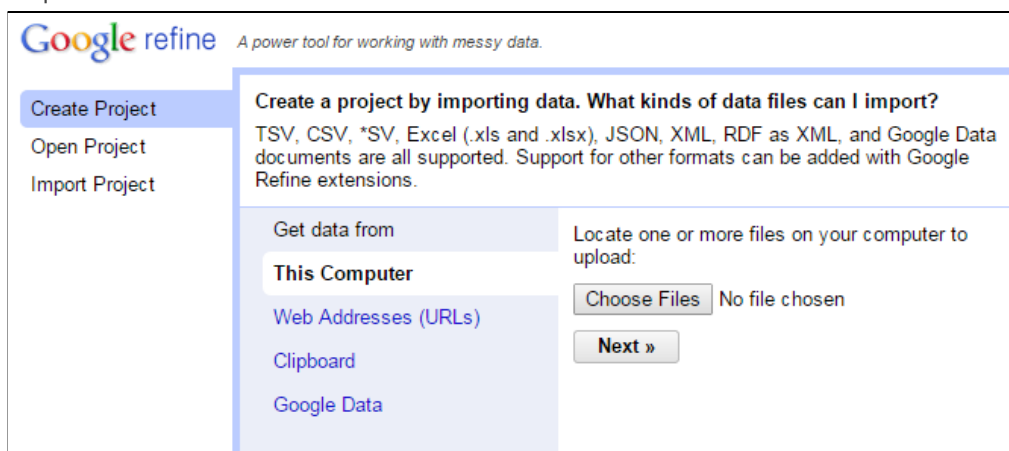 Google refine A power tool for working with messy data.
Create Project
Open Project
Import Project
Create a project by importing data. What kinds of data files can I import?
TSV, CSV, *SV, Excel (.xls and .xlsx), JSON, XML, RDF as XML, and Google Data
documents are all supported. Support for other formats can be added with Google
Refine extensions.
Get data from
This Computer
Web Addresses (URLs)
Clipboard
Google Data
Locate one or more files on your computer to
upload:
Choose Files No file chosen
Next »